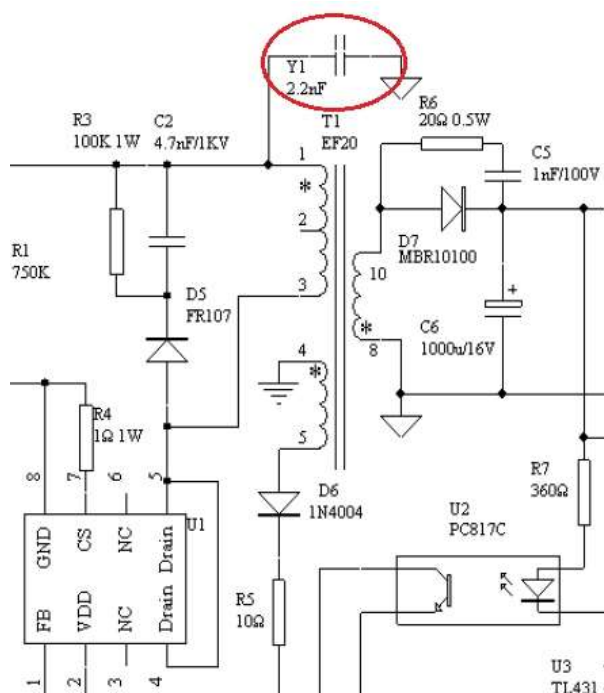 Y1
2.2nF
R3
100K 1W
C2
4.7nF/1KV
T1
EF20
R6
20Ω 0.5W
C5
1nF/100V
1
*
2
3
R1
750K
D5
FR107
D7
MBR10100
10
*
8
+
C6
1000u/16V
4
*
5
R4
1Ω 1W
8
7
6
5
U1
GND
CS
NC
Drain
FB
VDD
NC
Drain
1
2
3
4
D6
1N4004
R5
10Ω
R7
360Ω
U2
PC817C
U3
TL431